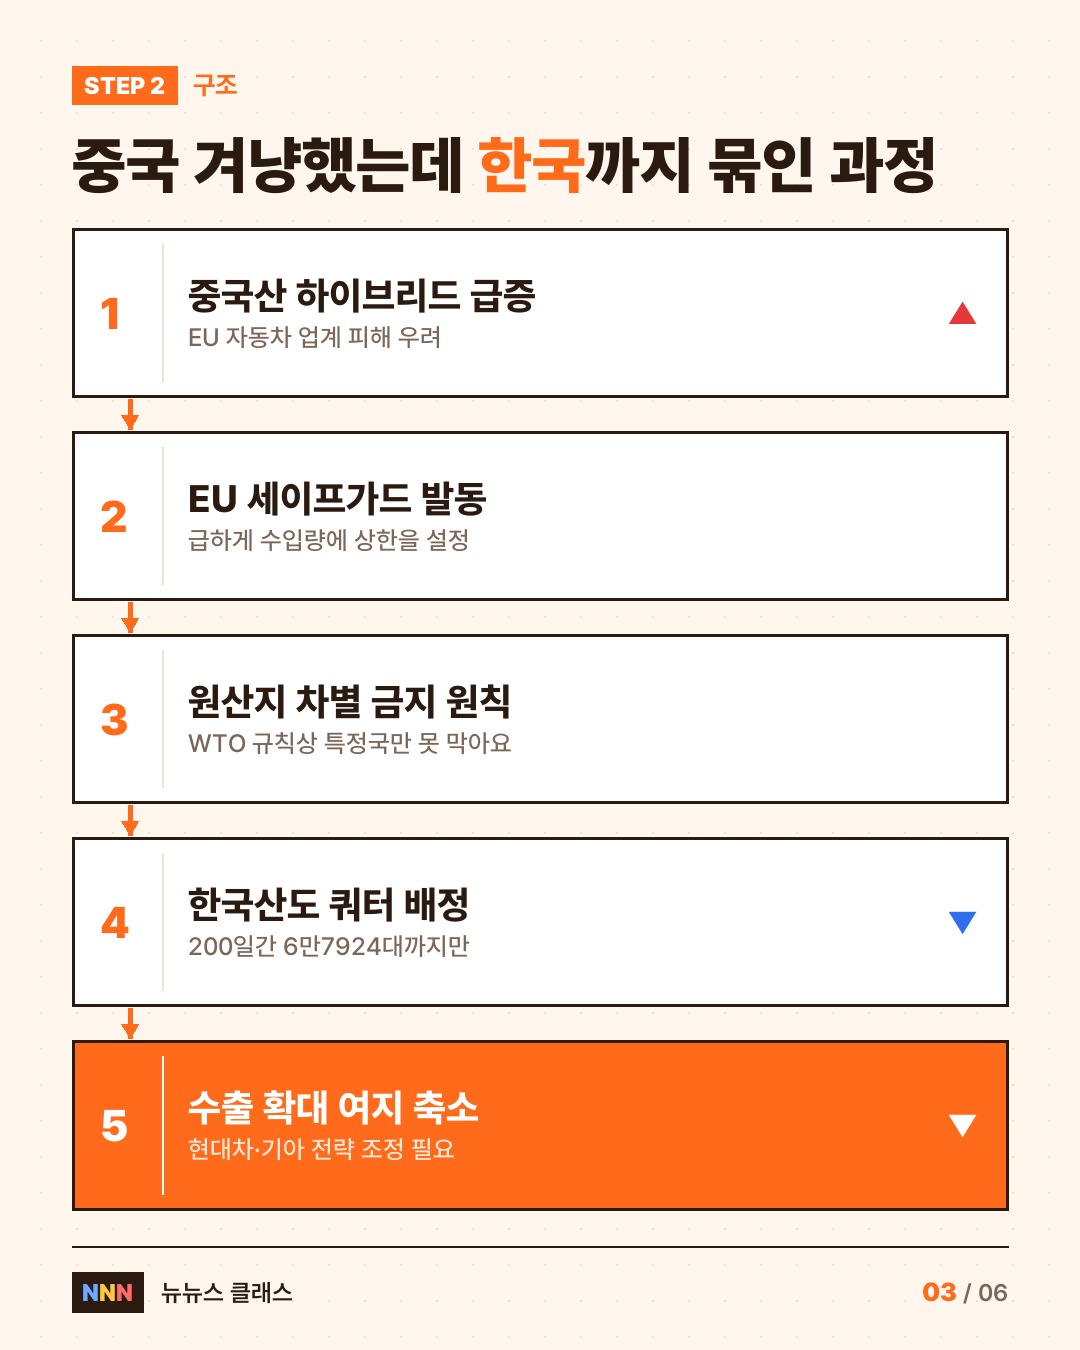 STEP 2 구조
중국 겨냥했는데 한국까지 묶인 과정
1
중국산 하이브리드 급증
EU 자동차 업계 피해 우려
▲
2
EU 세이프가드 발동
급하게 수입량에 상한을 설정
3
원산지 차별 금지 원칙
WTO 규칙상 특정국만 못 막아요
4
한국산도 쿼터 배정
200일간 6만7924대까지만
▼
5
수출 확대 여지 축소
현대차·기아 전략 조정 필요
▼
NNN 뉴뉴스 클래스
03 / 06